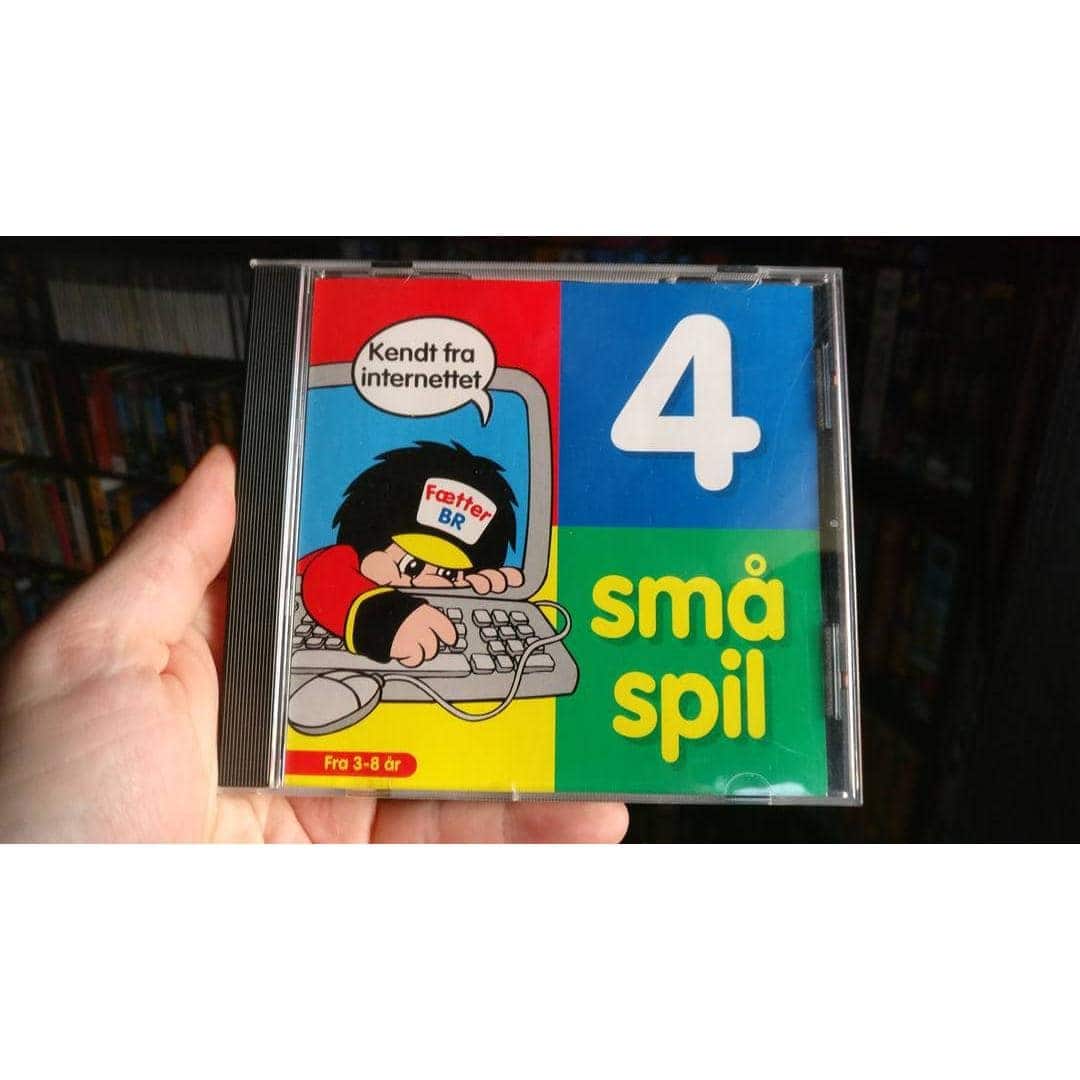 Kendt fra
internettet
Fætter
BR
4
små
spil
Fra 3-8 år